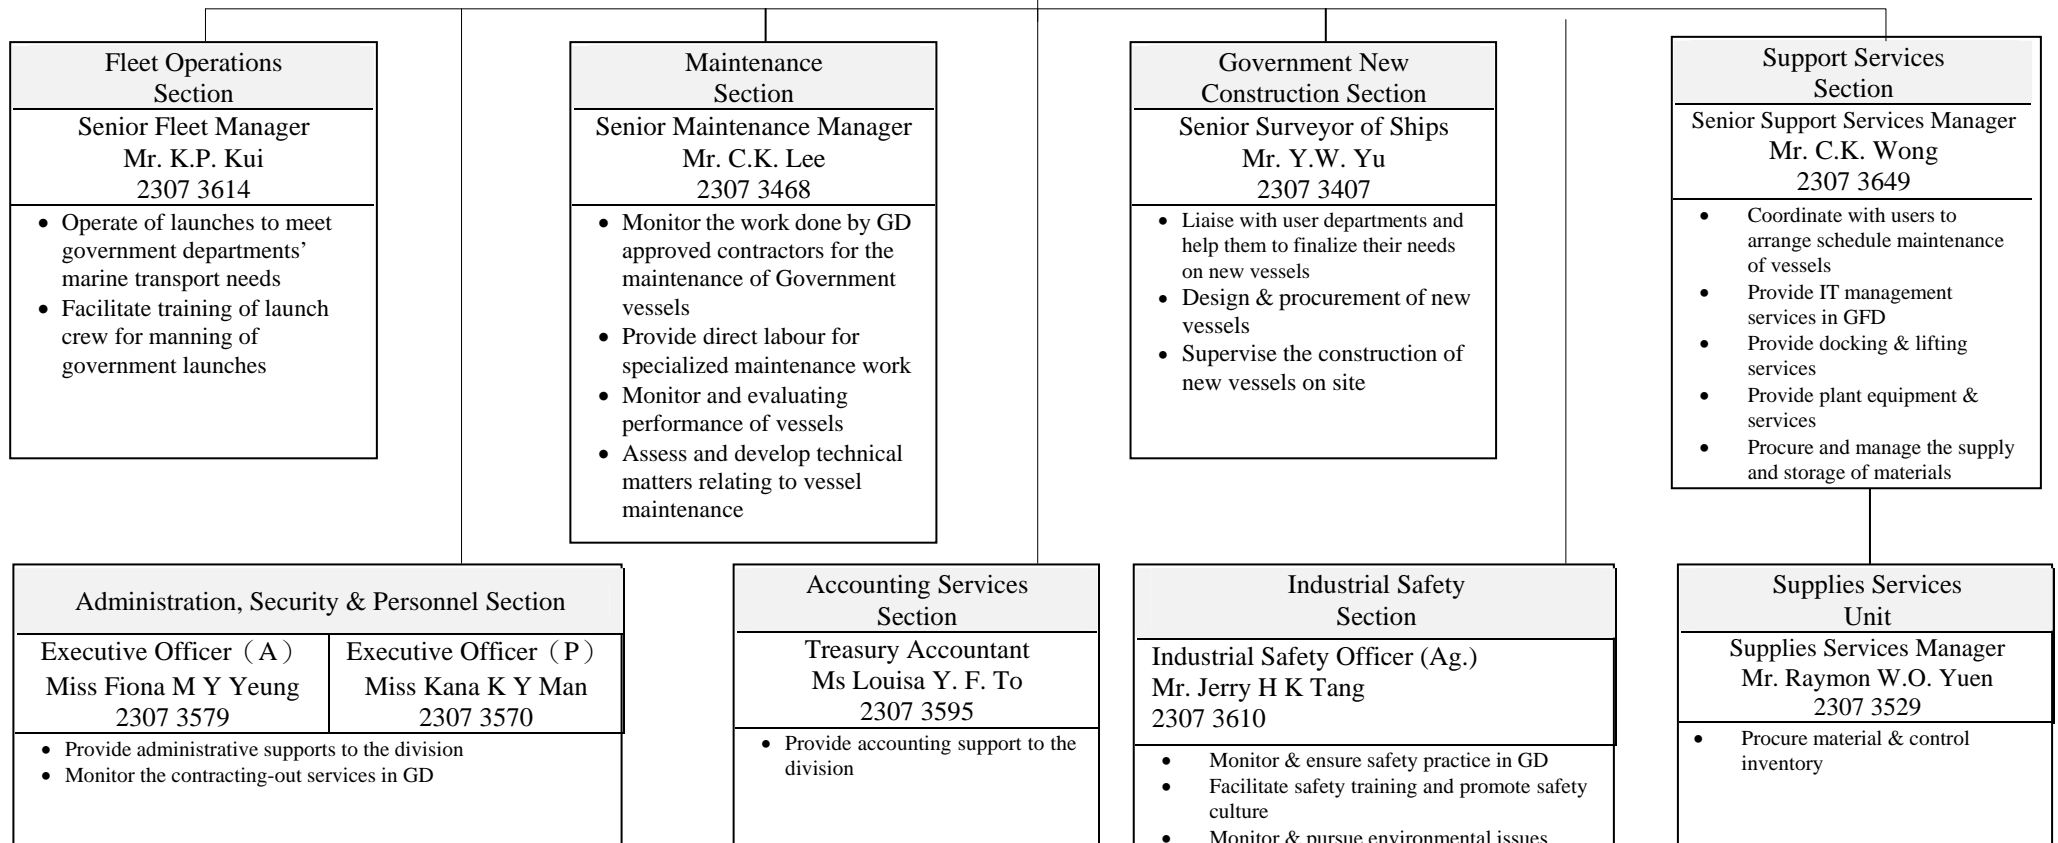 Fleet Operations
Section
Senior Fleet Manager
Mr. K.P. Kui
2307 3614
• Operate of launches to meet
government departments’
marine transport needs
• Facilitate training of launch
crew for manning of
government launches
Maintenance
Section
Senior Maintenance Manager
Mr. C.K. Lee
2307 3468
• Monitor the work done by GD
approved contractors for the
maintenance of Government
vessels
• Provide direct labour for
specialized maintenance work
• Monitor and evaluating
performance of vessels
• Assess and develop technical
matters relating to vessel
maintenance
Government New
Construction Section
Senior Surveyor of Ships
Mr. Y.W. Yu
2307 3407
• Liaise with user departments and
help them to finalize their needs
on new vessels
• Design & procurement of new
vessels
• Supervise the construction of
new vessels on site
Support Services
Section
Senior Support Services Manager
Mr. C.K. Wong
2307 3649
• Coordinate with users to
arrange schedule maintenance
of vessels
• Provide IT management
services in GFD
• Provide docking & lifting
services
• Provide plant equipment &
services
• Procure and manage the supply
and storage of materials
Administration, Security & Personnel Section
Executive Officer（A）
Miss Fiona M Y Yeung
2307 3579
Executive Officer（P）
Miss Kana K Y Man
2307 3570
• Provide administrative supports to the division
• Monitor the contracting-out services in GD
Accounting Services
Section
Treasury Accountant
Ms Louisa Y. F. To
2307 3595
• Provide accounting support to the
division
Industrial Safety
Section
Industrial Safety Officer (Ag.)
Mr. Jerry H K Tang
2307 3610
• Monitor & ensure safety practice in GD
• Facilitate safety training and promote safety
culture
• Monitor & pursue environmental issues
Supplies Services
Unit
Supplies Services Manager
Mr. Raymon W.O. Yuen
2307 3529
• Procure material & control
inventory